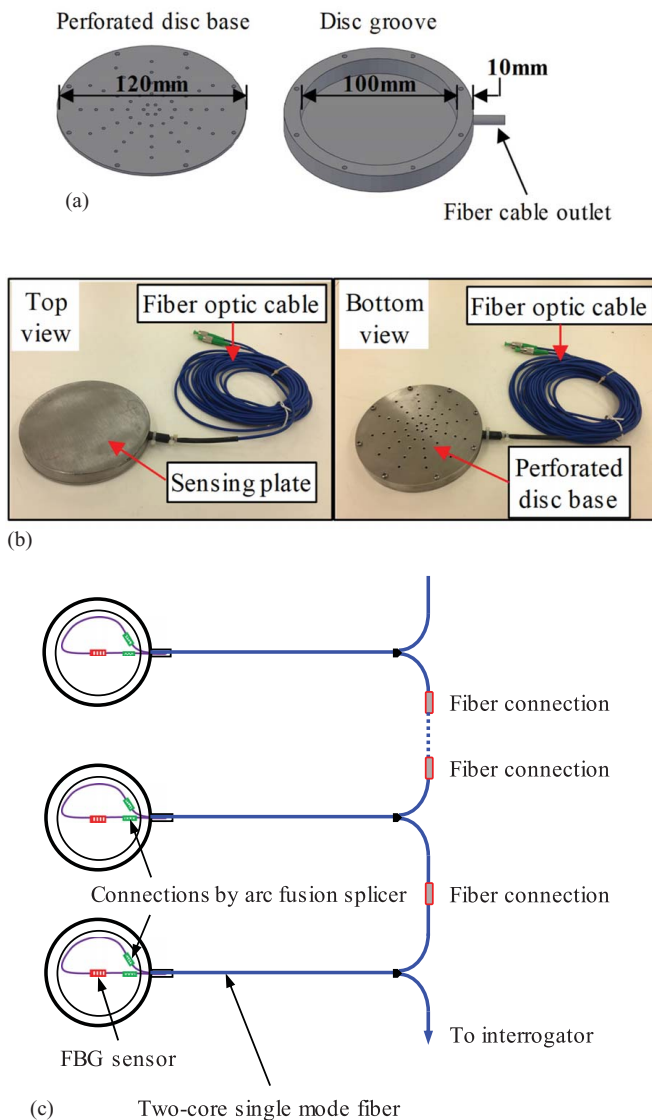 Perforated disc base
Disc groove
120mm
100mm
10mm
Fiber cable outlet
(a)
Top view
Fiber optic cable
Sensing plate
Bottom view
Fiber optic cable
Perforated disc base
(b)
Fiber connection
Fiber connection
Connections by arc fusion splicer
Fiber connection
FBG sensor
To interrogator
(c)
Two-core single mode fiber